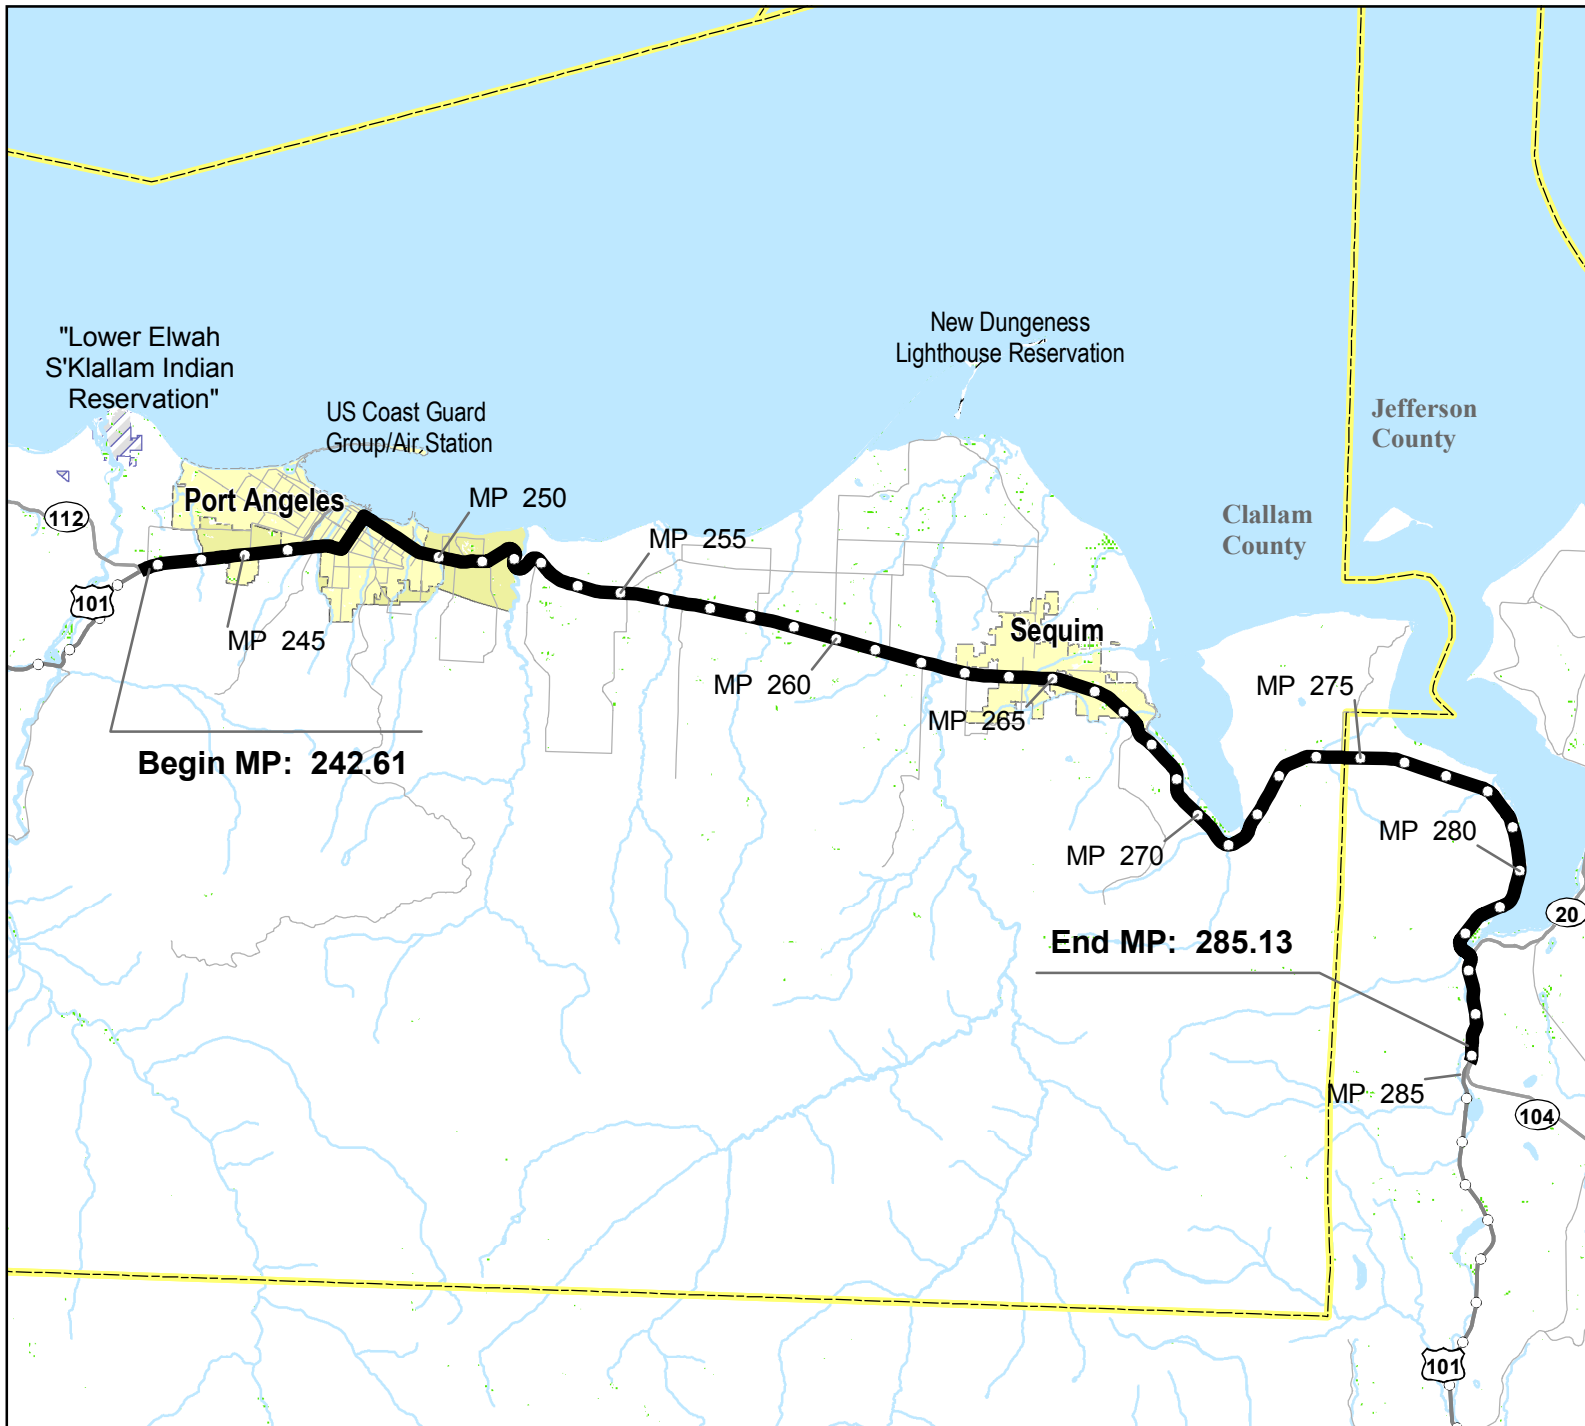 "Lower Elwah
S'Klallam Indian
Reservation"
New Dungeness
Lighthouse Reservation
US Coast Guard
Group/Air Station
Jefferson
County
Port Angeles
MP 250
112
MP 255
Clallam
County
101
MP 245
Sequim
MP 260
MP 265
MP 275
Begin MP: 242.61
MP 270
MP 280
20
End MP: 285.13
MP 285
104
101